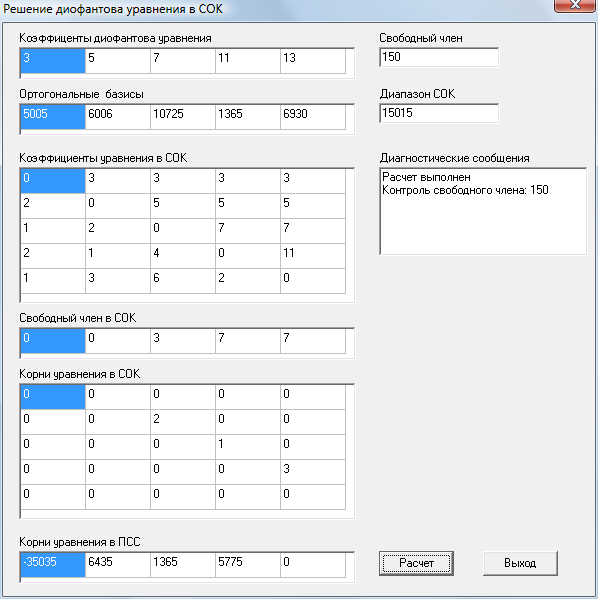 Решение диофантова уравнения в СОК
Коэффиценты диофантова уравнения
3 5 7 11 13
Свободный член
150
Ортогональные базисы
5005 6006 10725 1365 6930
Диапазон СОК
15015
Коэффициенты уравнения в СОК
0 3 3 3 3
2 0 5 5 5
1 2 0 7 7
2 1 4 0 11
1 3 6 2 0
Диагностические сообщения
Расчет выполнен
Контроль свободного члена: 150
Свободный член в СОК
0 0 3 7 7
Корни уравнения в СОК
0 0 0 0 0
0 0 2 0 0
0 0 0 1 0
0 0 0 0 3
0 0 0 0 0
Корни уравнения в ПСС
-35035 6435 1365 5775 0
Расчет
Выход